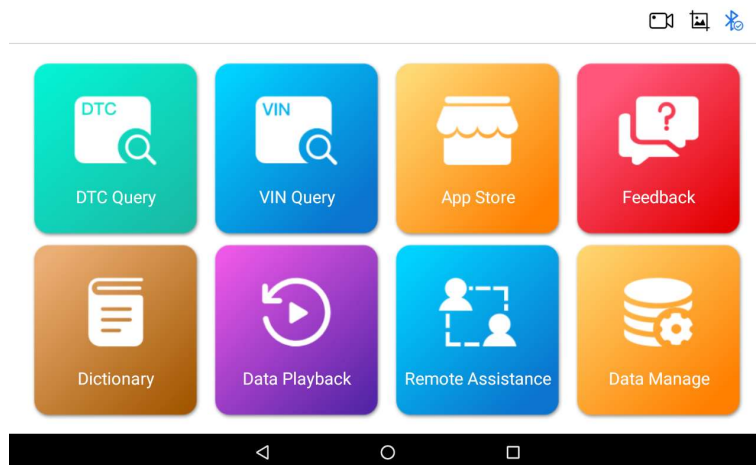 DTC
VIN
?
DTC Query
VIN Query
App Store
Feedback
Dictionary
Data Playback
Remote Assistance
Data Manage